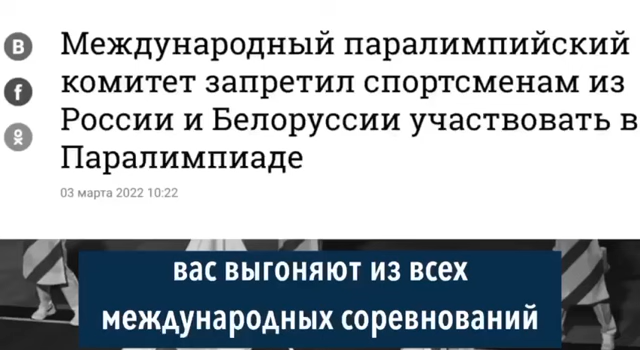 Международный паралимпийский
комитет запретил спортсменам из
России и Белоруссии участвовать в
Паралимпиаде
03 марта 2022 10:22
вас выгоняют из всех
международных соревнований